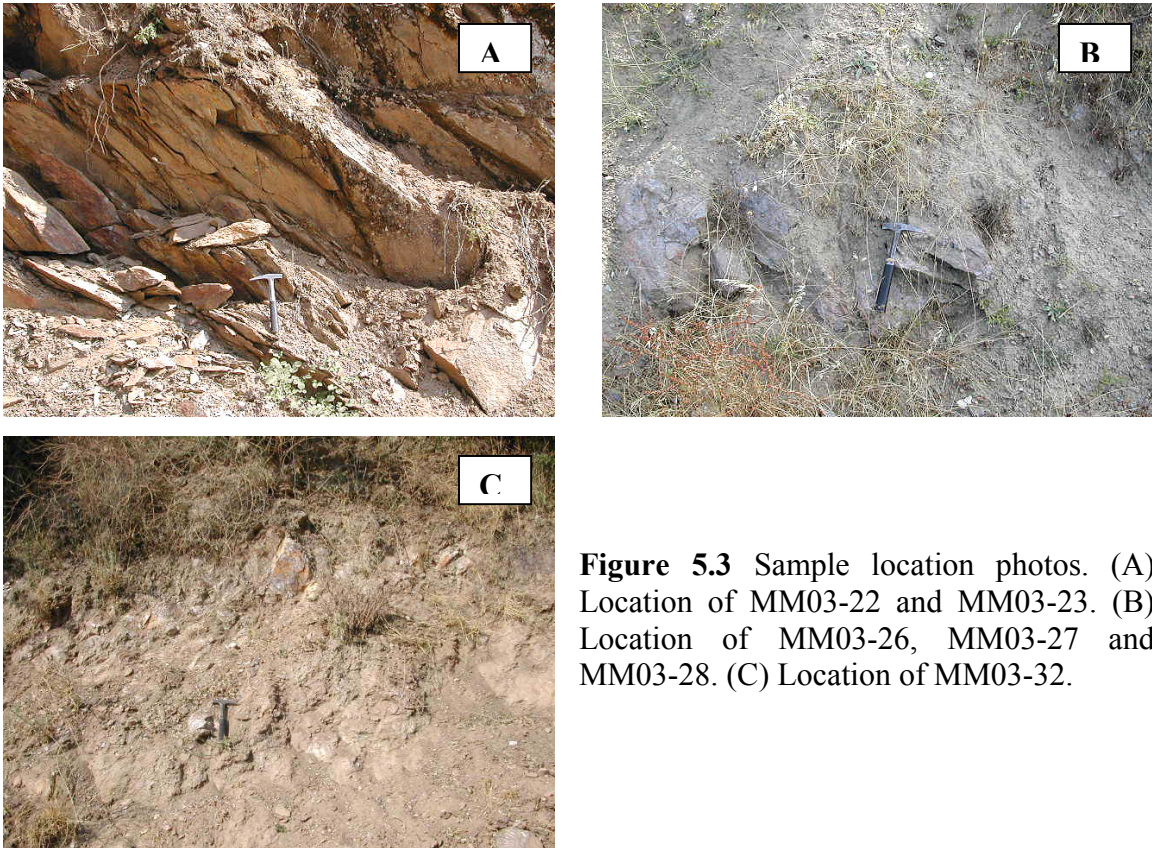 A
B
C
Figure 5.3 Sample location photos. (A)
Location of MM03-22 and MM03-23. (B)
Location of MM03-26, MM03-27 and
MM03-28. (C) Location of MM03-32.